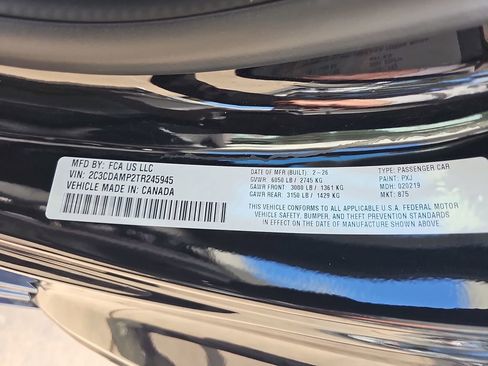 MFD BY: FCA US LLC
VIN: 2C3CDAMP2TR245945
VEHICLE MADE IN: CANADA
DATE OF MFR (BUILT): 2-26
GVWR: 6050 LB / 2745 KG
GAWR FRONT: 3000 LB / 1361 KG
GAWR REAR: 3150 LB / 1429 KG
TYPE: PASSENGER CAR
PAINT: PXJ
MDH: 020219
MKT: 875
THIS VEHICLE CONFORMS TO ALL APPLICABLE U.S.A. FEDERAL MOTOR
VEHICLE SAFETY, BUMPER, AND THEFT PREVENTION STANDARDS
IN EFFECT ON THE DATE OF MANUFACTURE SHOWN ABOVE.